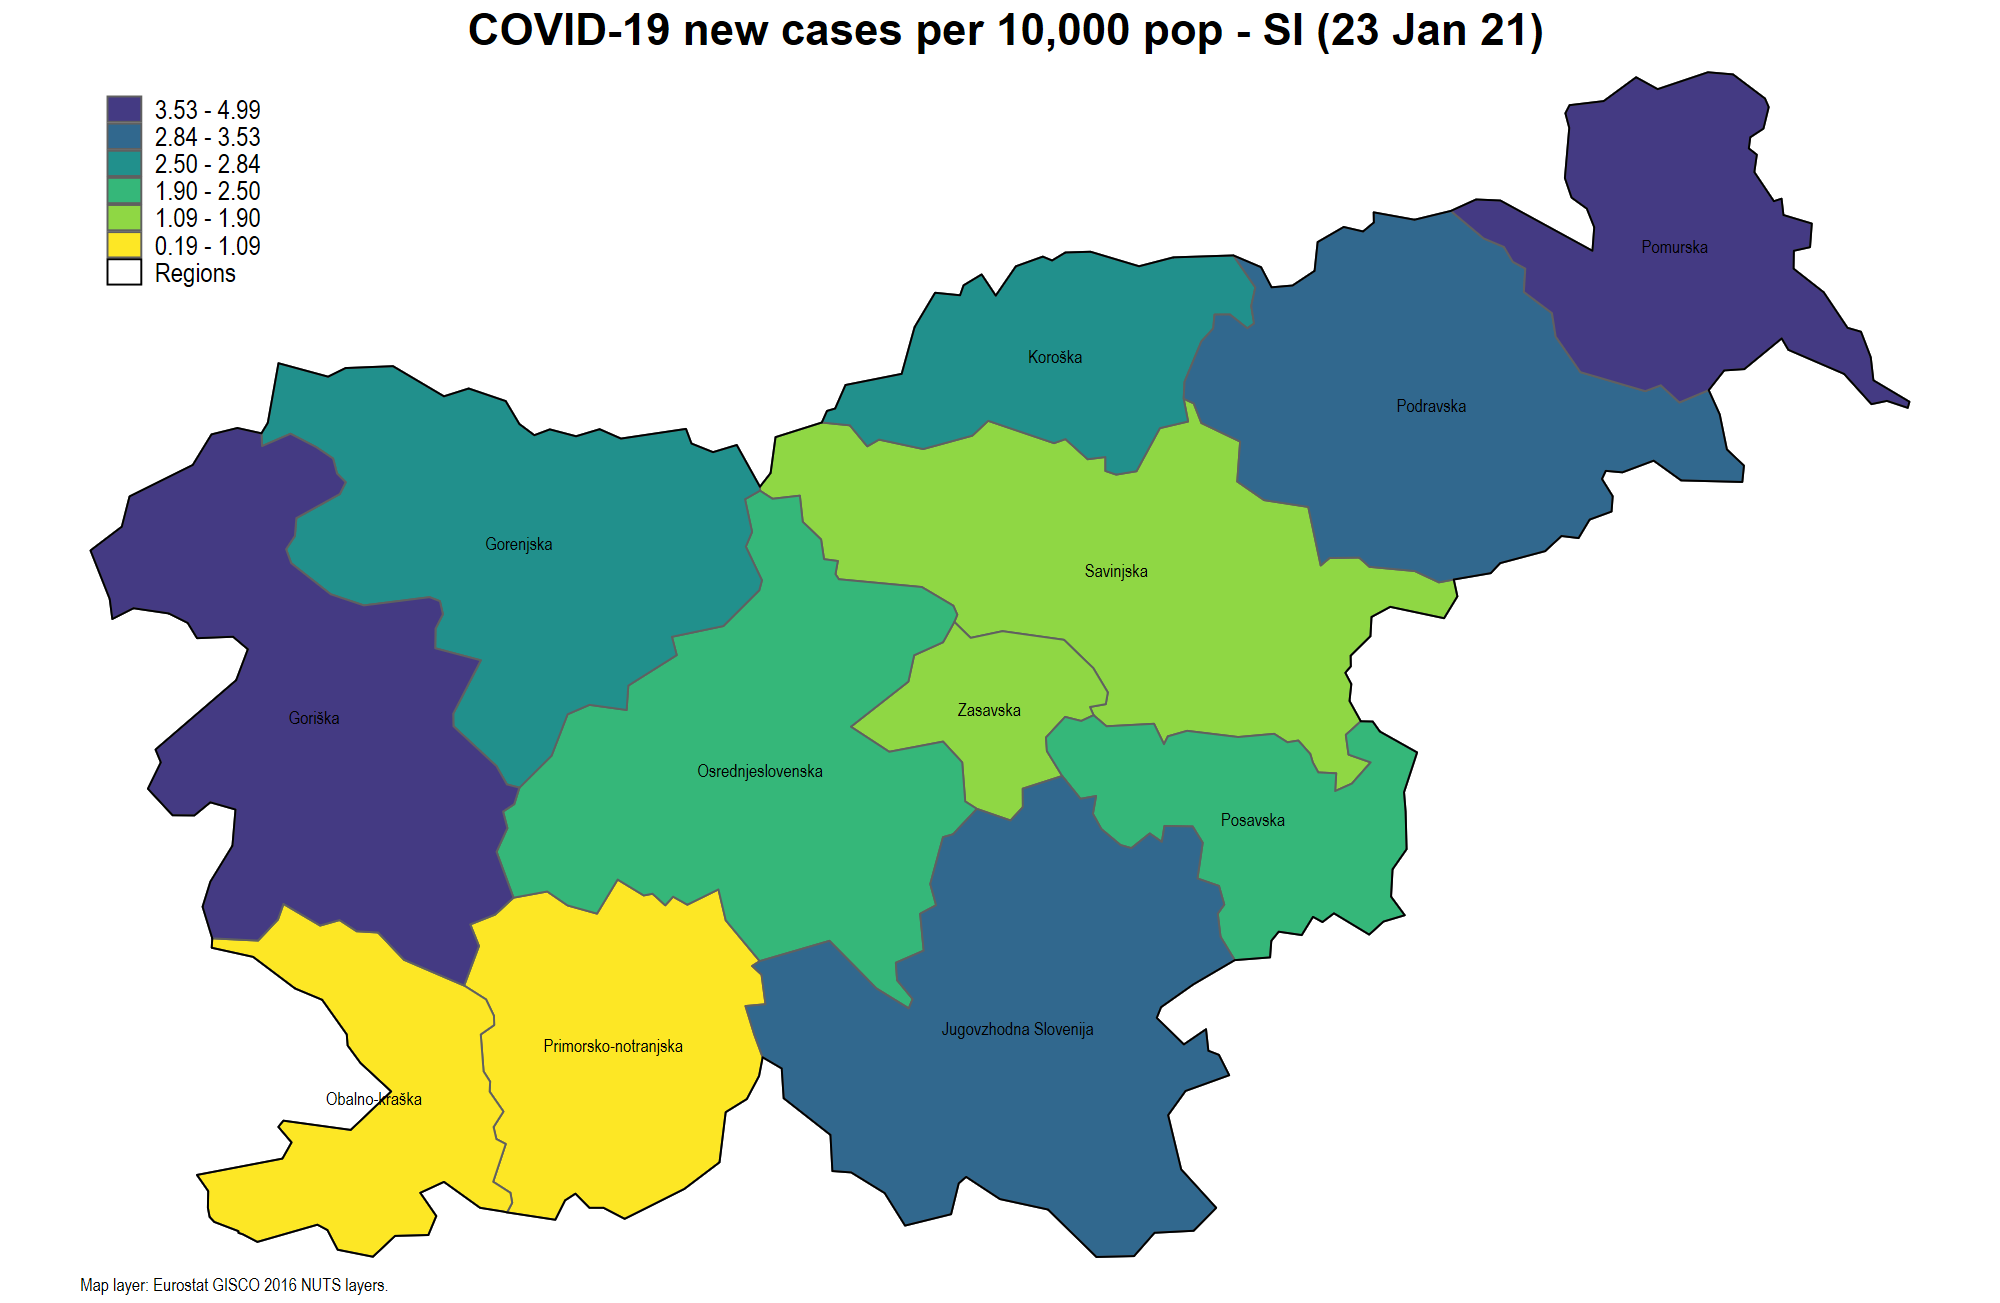 COVID-19 new cases per 10,000 pop - SI (23 Jan 21)
3.53 - 4.99
2.84 - 3.53
2.50 - 2.84
1.90 - 2.50
1.09 - 1.90
0.19 - 1.09
Regions
Pomurska
Koroška
Podravska
Gorenjska
Savinjska
Goriška
Zasavska
Osrednjeslovenska
Posavska
Jugovzhodna Slovenija
Primorsko-notranjska
Obalno-kraška
Map layer: Eurostat GISCO 2016 NUTS layers.